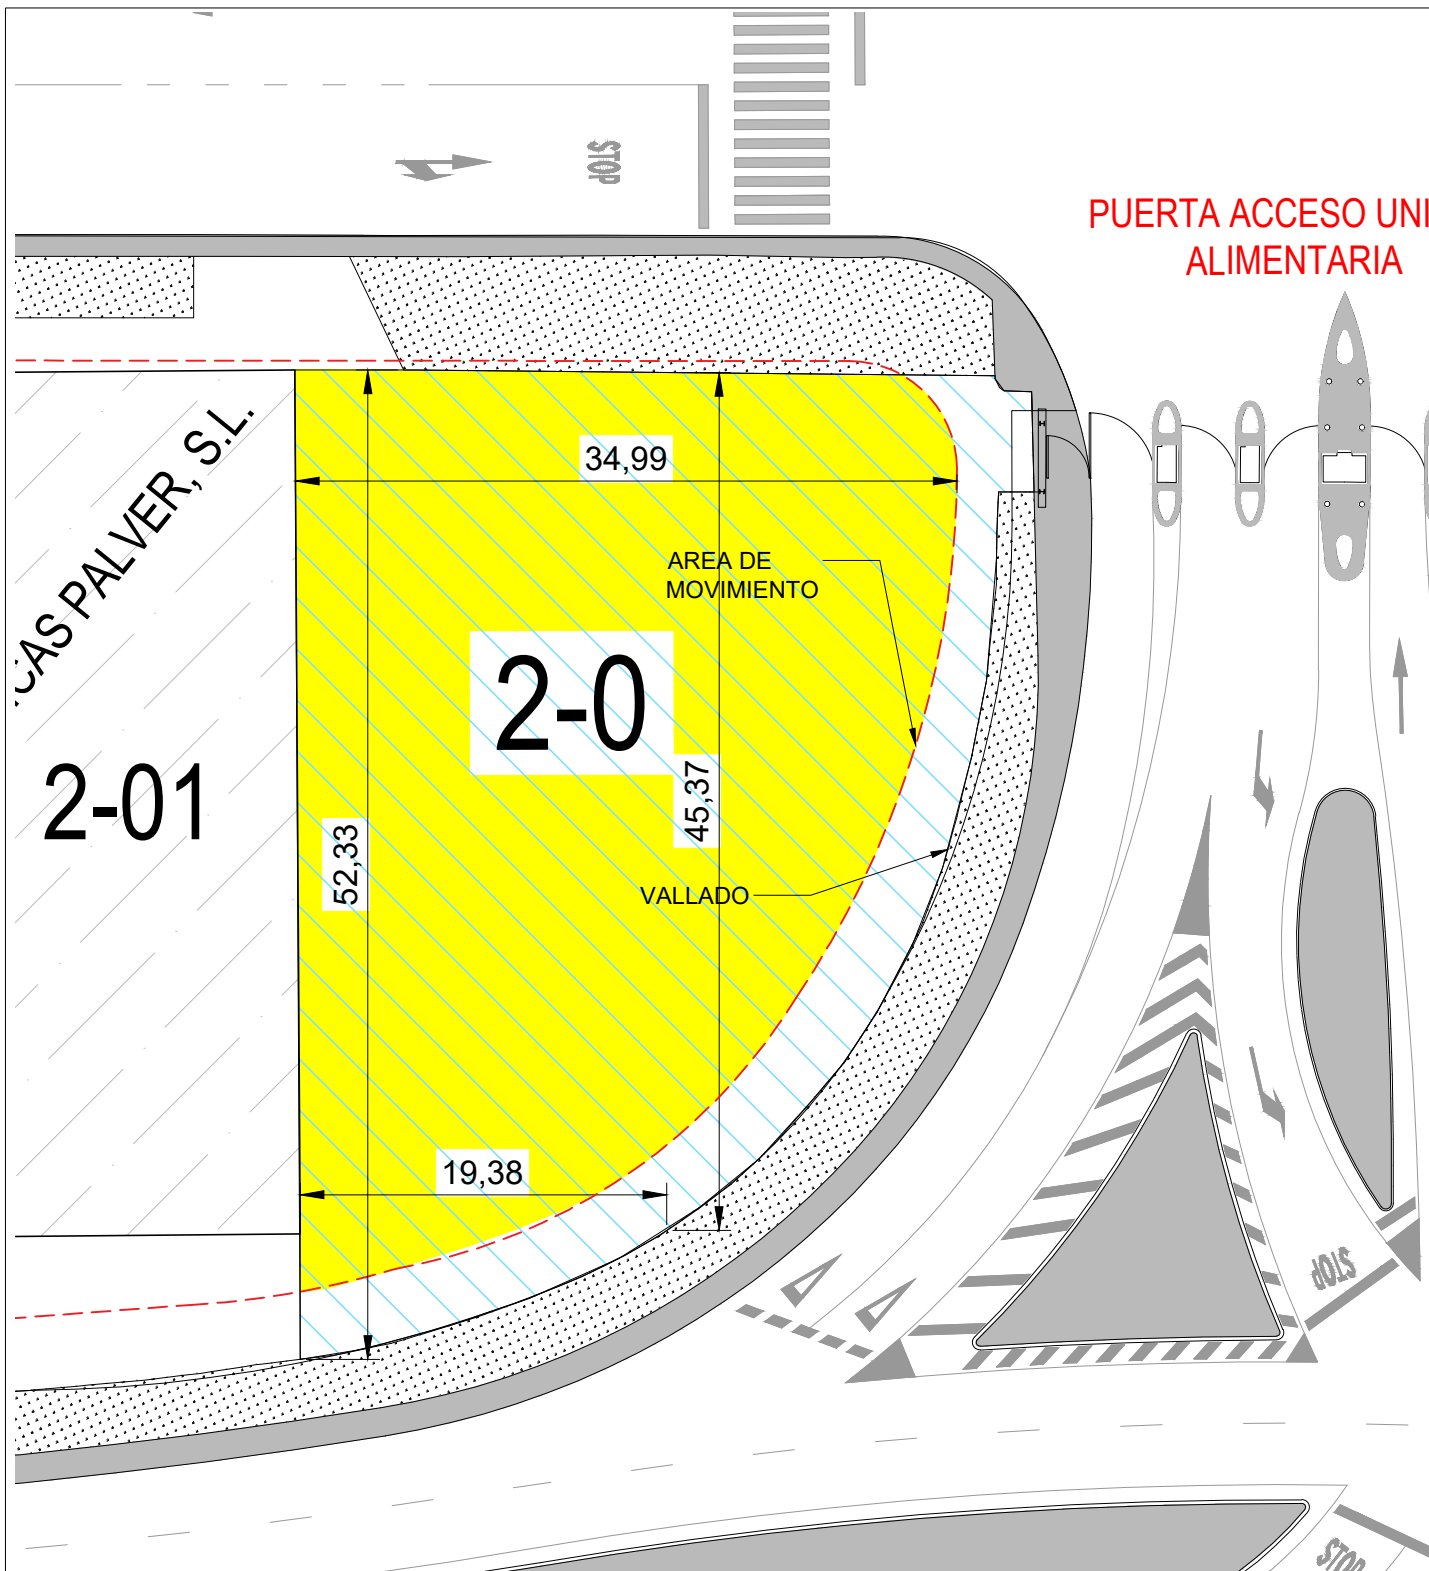 STOP
PUERTA ACCESO UNI
ALIMENTARIA
CAS PALVER, S.L.
34,99
AREA DE
MOVIMIENTO
2-0
2-01
45,37
52,33
VALLADO
19,38
STOP
STOP